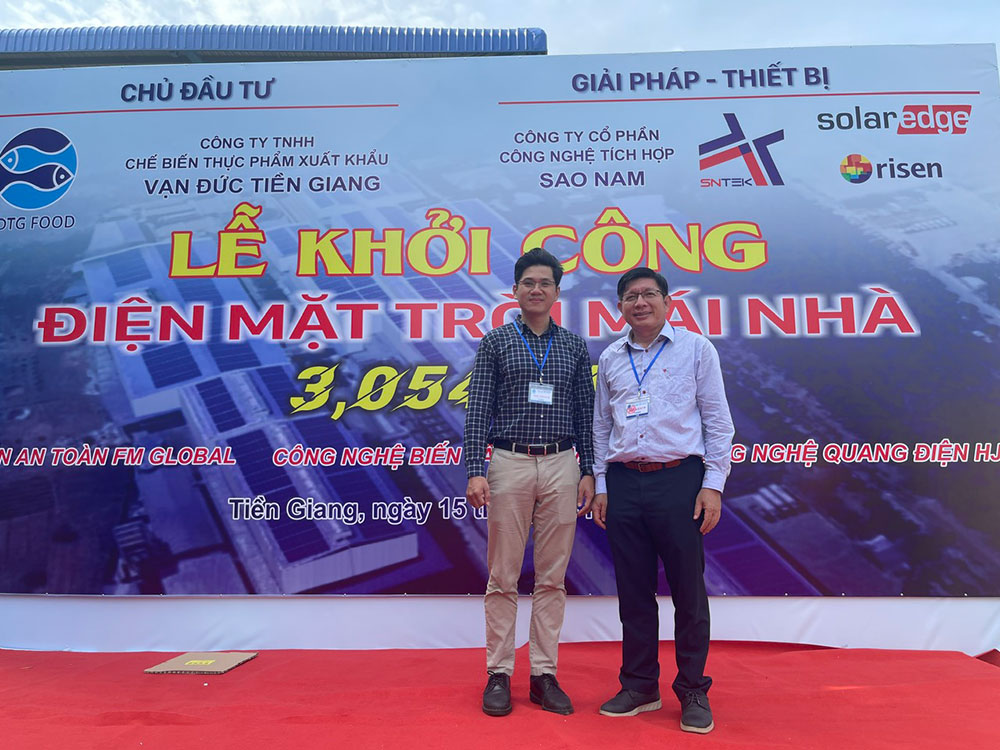 CHỦ ĐẦU TƯ
GIẢI PHÁP - THIẾT BỊ
CÔNG TY TNHH
CHẾ BIẾN THỰC PHẨM XUẤT KHẨU
VẠN ĐỨC TIỀN GIANG
DTG FOOD
CÔNG TY CỔ PHẦN
CÔNG NGHỆ TÍCH HỢP
SAO NAM
SNTEK
solaredge
risen
LỄ KHỞI CÔNG
ĐIỆN MẶT TRỜI MÁI NHÀ
3,054
AN TOÀN FM GLOBAL CÔNG NGHỆ BIẾN NGHỆ QUANG ĐIỆN HJ
Tiền Giang, ngày 15